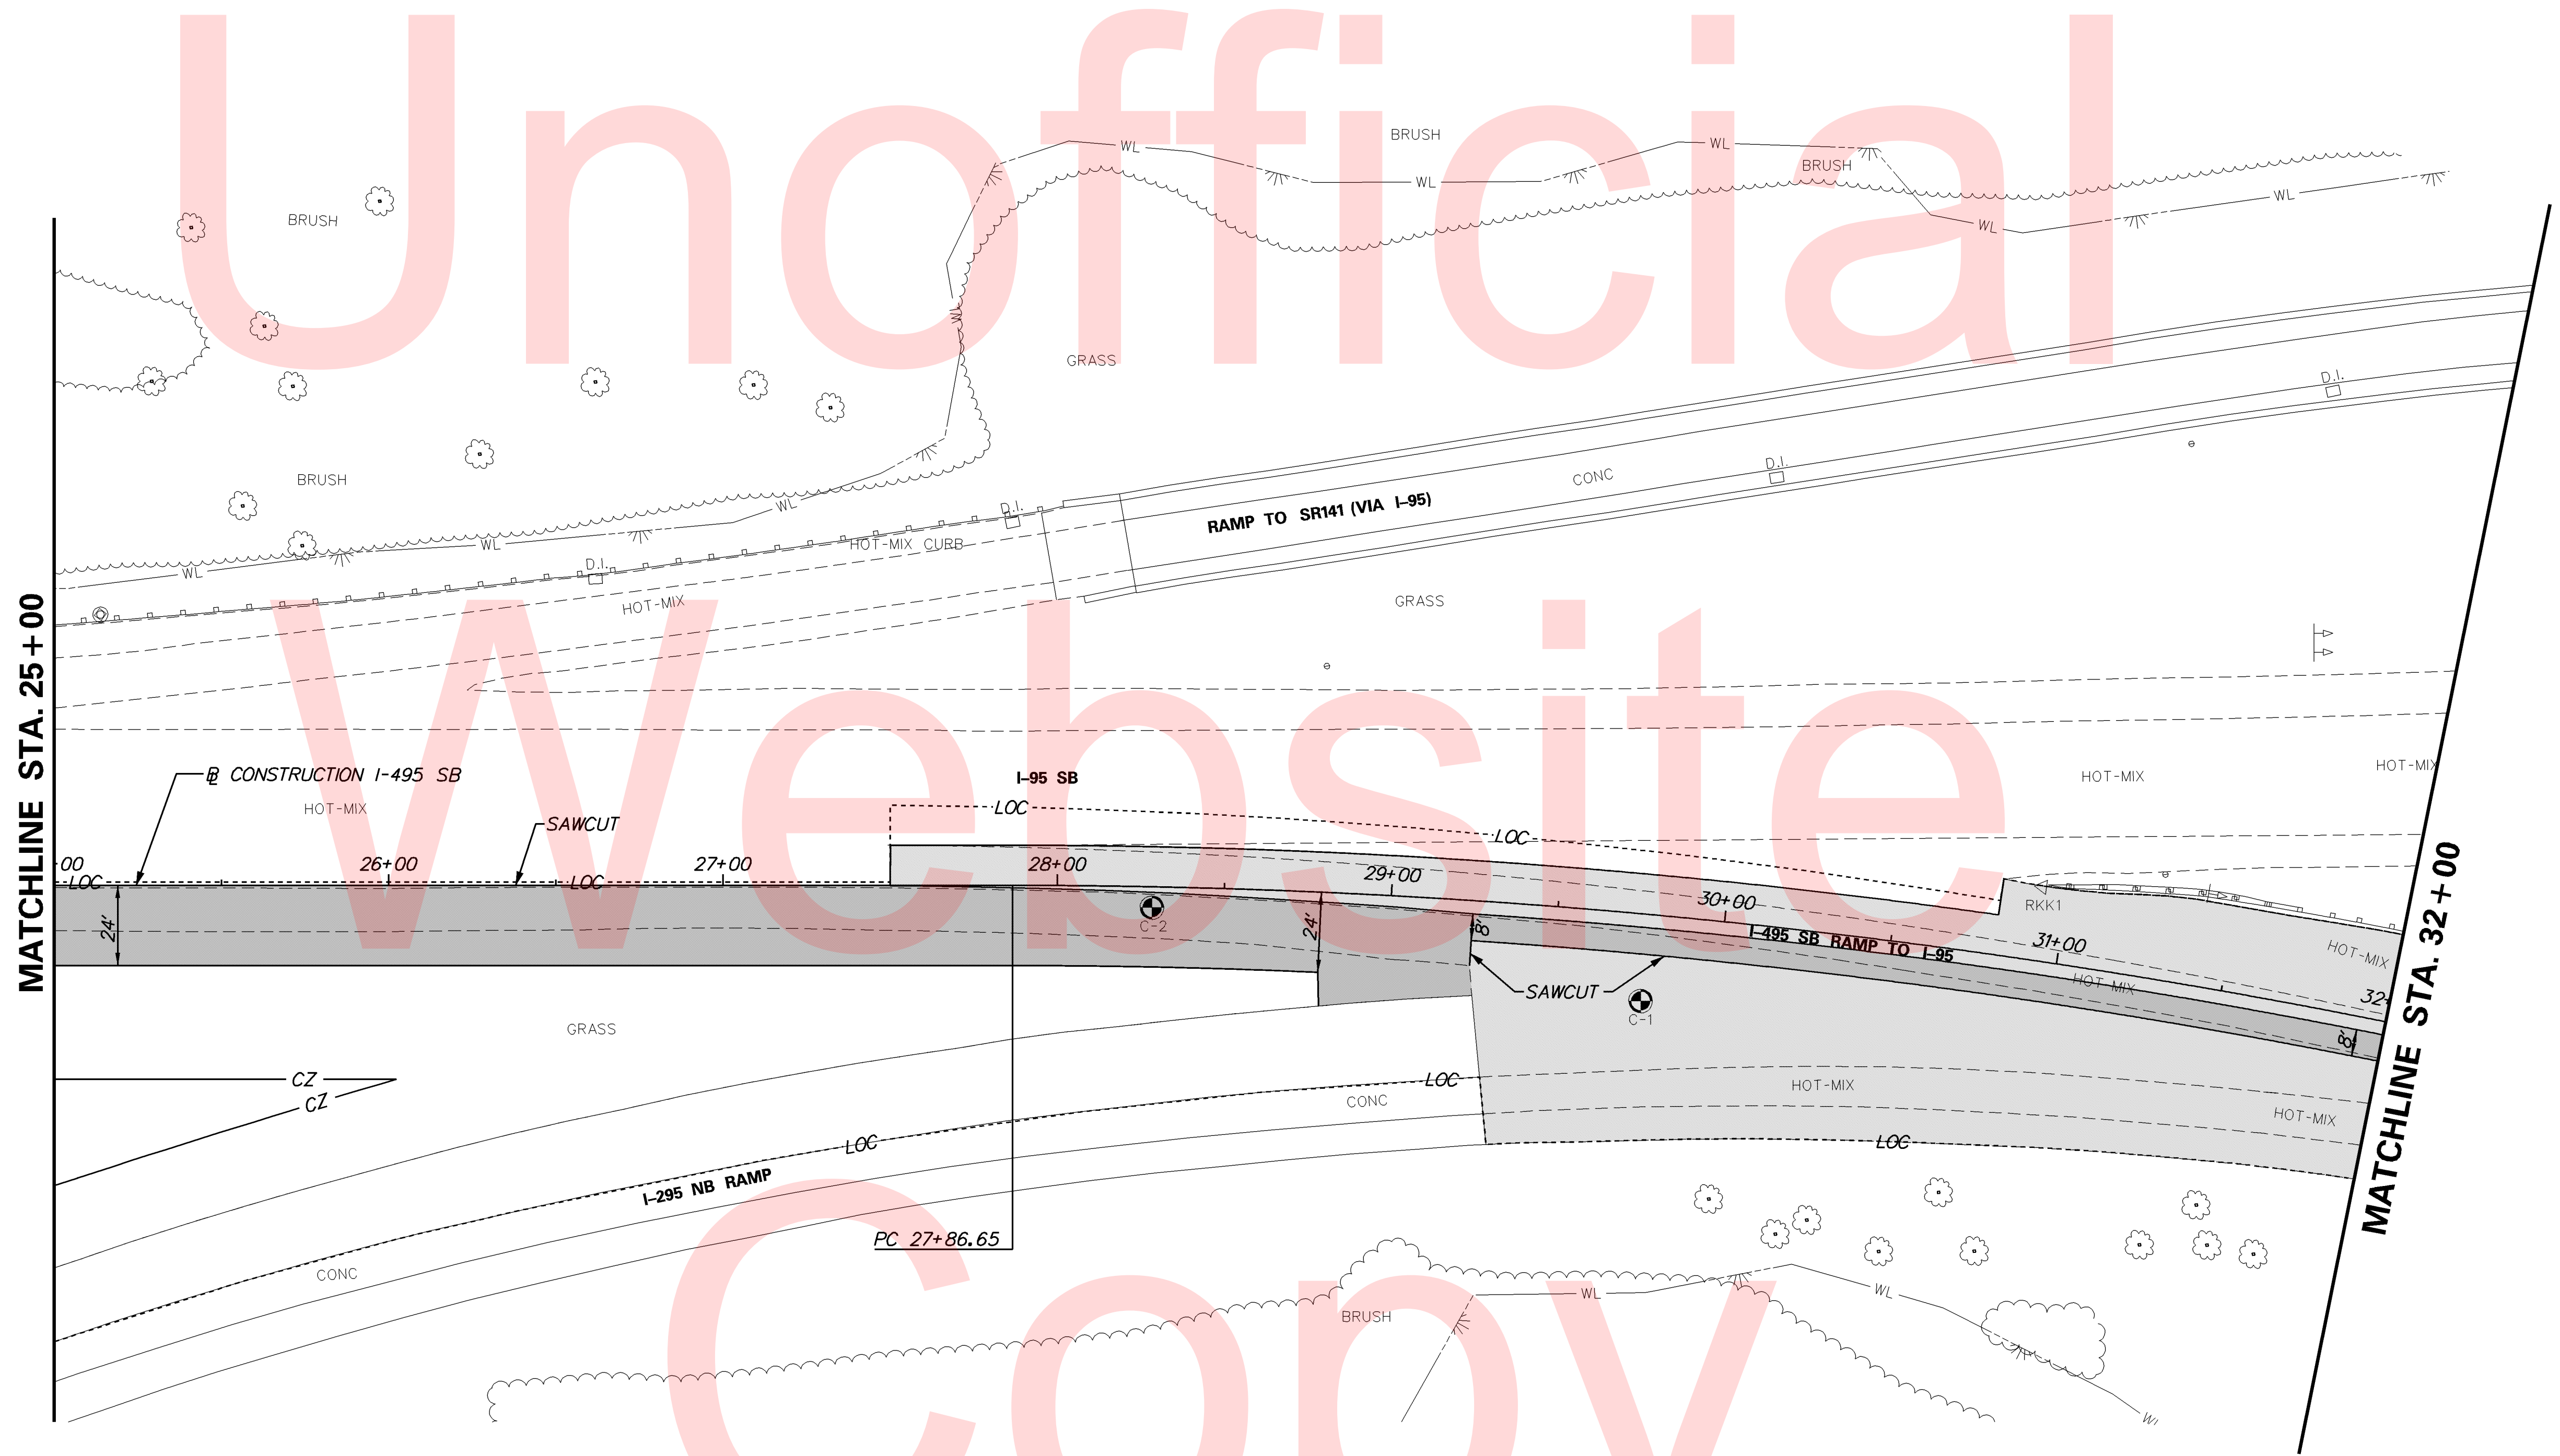 Unofficial
Website
Copy
BRUSH
WL
BRUSH
WL
WL
BRUSH
WL
WL
BRUSH
GRASS
D.I.
D.I.
CONC
BRUSH
RAMP TO SR141 (VIA I-95)
WL
D.I.
HOT-MIX CURB
WL
D.I.
WL
HOT-MIX
GRASS
MATCHLINE STA. 25+00
℄ CONSTRUCTION I-495 SB
I-95 SB
HOT-MIX
HOT-MIX
HOT-MIX
LOC
SAWCUT
LOC
00
26+00
27+00
28+00
29+00
30+00
31+00
32+
LOC
LOC
RKK1
24'
C-2
24'
8'
I-495 SB RAMP TO I-95
HOT-MIX
HOT-MIX
SAWCUT
C-1
8'
MATCHLINE STA. 32+00
GRASS
CZ
CZ
LOC
CONC
HOT-MIX
HOT-MIX
LOC
LOC
I-295 NB RAMP
PC 27+86.65
CONC
BRUSH
WL
WL
WL